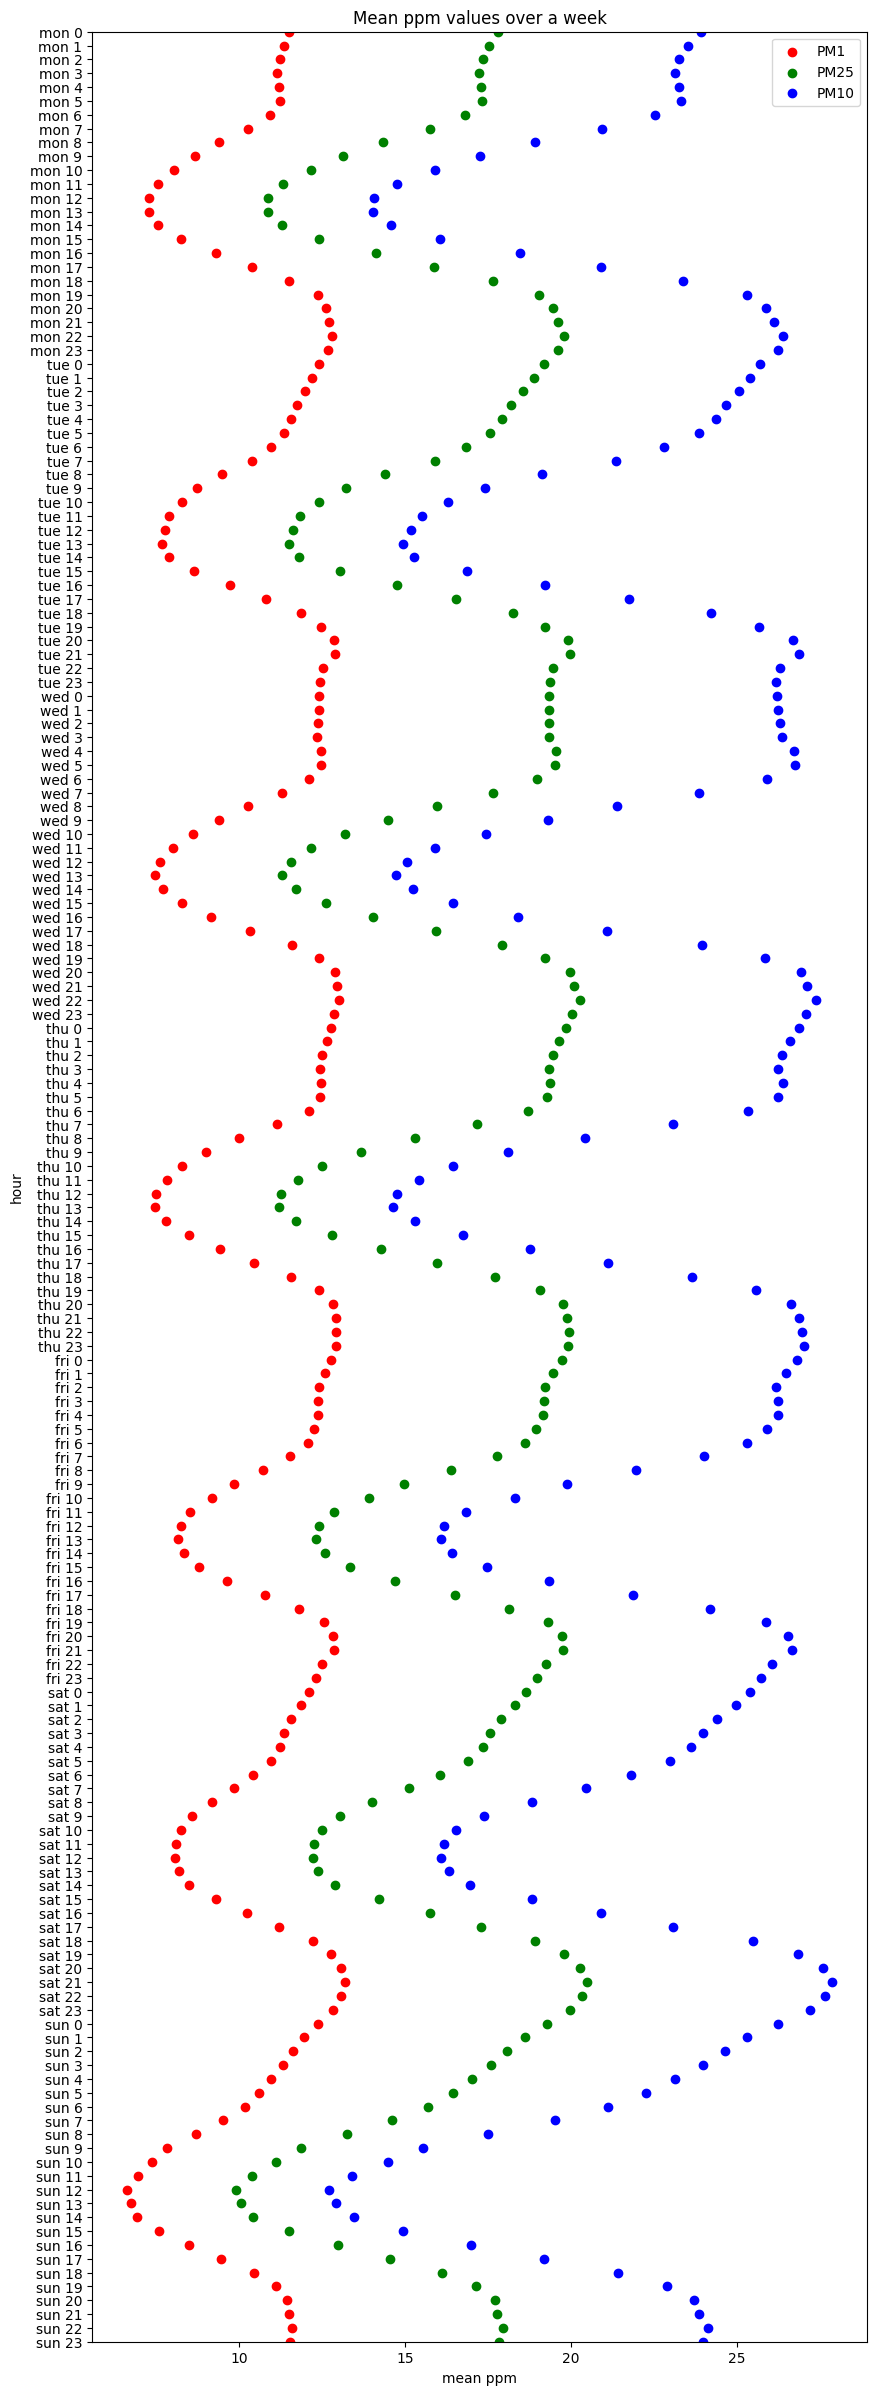 Mean ppm values over a week
PM1
PM25
PM10
mon 0
mon 1
mon 2
mon 3
mon 4
mon 5
mon 6
mon 7
mon 8
mon 9
mon 10
mon 11
mon 12
mon 13
mon 14
mon 15
mon 16
mon 17
mon 18
mon 19
mon 20
mon 21
mon 22
mon 23
tue 0
tue 1
tue 2
tue 3
tue 4
tue 5
tue 6
tue 7
tue 8
tue 9
tue 10
tue 11
tue 12
tue 13
tue 14
tue 15
tue 16
tue 17
tue 18
tue 19
tue 20
tue 21
tue 22
tue 23
wed 0
wed 1
wed 2
wed 3
wed 4
wed 5
wed 6
wed 7
wed 8
wed 9
wed 10
wed 11
wed 12
wed 13
wed 14
wed 15
wed 16
wed 17
wed 18
wed 19
wed 20
wed 21
wed 22
wed 23
thu 0
thu 1
thu 2
thu 3
thu 4
thu 5
thu 6
thu 7
thu 8
thu 9
thu 10
thu 11
thu 12
thu 13
thu 14
thu 15
thu 16
thu 17
thu 18
thu 19
thu 20
thu 21
thu 22
thu 23
fri 0
fri 1
fri 2
fri 3
fri 4
fri 5
fri 6
fri 7
fri 8
fri 9
fri 10
fri 11
fri 12
fri 13
fri 14
fri 15
fri 16
fri 17
fri 18
fri 19
fri 20
fri 21
fri 22
fri 23
sat 0
sat 1
sat 2
sat 3
sat 4
sat 5
sat 6
sat 7
sat 8
sat 9
sat 10
sat 11
sat 12
sat 13
sat 14
sat 15
sat 16
sat 17
sat 18
sat 19
sat 20
sat 21
sat 22
sat 23
sun 0
sun 1
sun 2
sun 3
sun 4
sun 5
sun 6
sun 7
sun 8
sun 9
sun 10
sun 11
sun 12
sun 13
sun 14
sun 15
sun 16
sun 17
sun 18
sun 19
sun 20
sun 21
sun 22
sun 23
hour
10 15 20 25
mean ppm